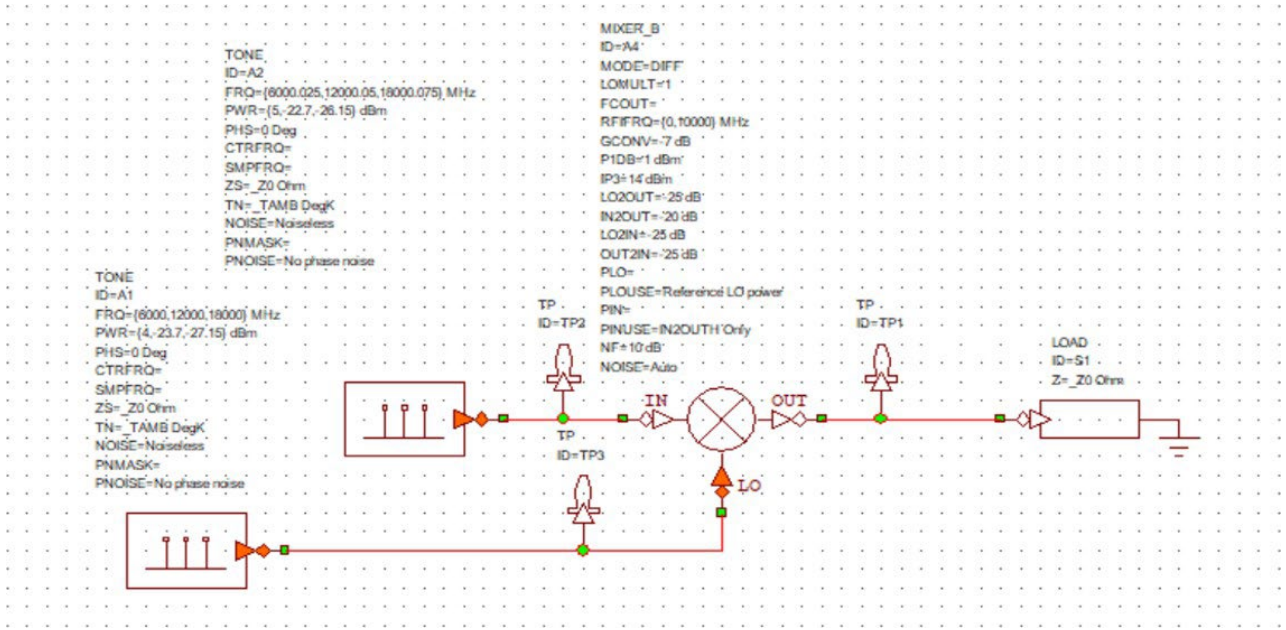 MIXER_B
ID=A4
MODE=DIFF
LOMULT=1
FCOUT=
RFIFRQ={0,10000} MHz
GCONV=-7 dB
P1DB=1 dBm
IP3=14 dBm
LO2OUT=-25 dB
IN2OUT=-20 dB
LO2IN=-25 dB
OUT2IN=-25 dB
PLO=
PLOUSE=Reference LO power
PIN=
PINUSE=IN2OUTH Only
NF=10 dB
NOISE=Auto
TONE
ID=A2
FRQ={6000.025,12000.05,18000.075} MHz
PWR={5,-22.7,-26.15} dBm
PHS=0 Deg
CTRFRQ=
SMPFRQ=
ZS=_Z0 Ohm
TN=_TAMB DegK
NOISE=Noiseless
PNMASK=
PNOISE=No phase noise
TONE
ID=A1
FRQ={6000,12000,18000} MHz
PWR={4,-23.7,-27.15} dBm
PHS=0 Deg
CTRFRQ=
SMPFRQ=
ZS=_Z0 Ohm
TN=_TAMB DegK
NOISE=Noiseless
PNMASK=
PNOISE=No phase noise
TP
ID=TP2
TP
ID=TP1
LOAD
ID=S1
Z=_Z0 Ohm
IN
OUT
TP
ID=TP3
LO